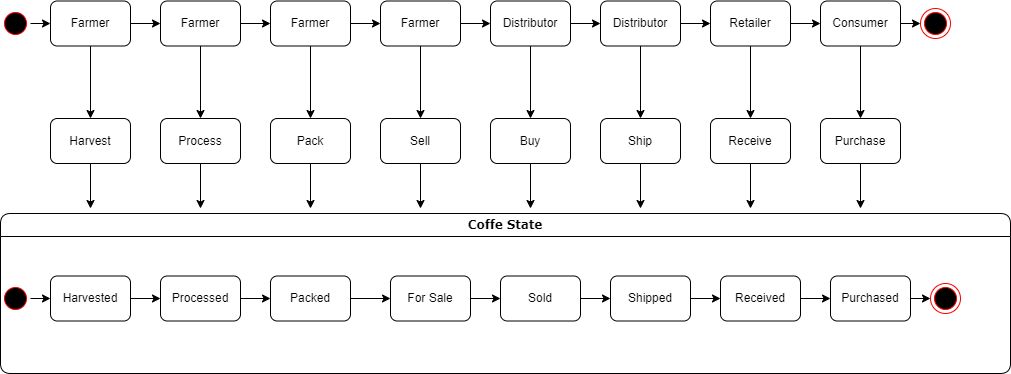 Farmer
Farmer
Farmer
Farmer
Distributor
Distributor
Retailer
Consumer
Harvest
Process
Pack
Sell
Buy
Ship
Receive
Purchase
Coffe State
Harvested
Processed
Packed
For Sale
Sold
Shipped
Received
Purchased